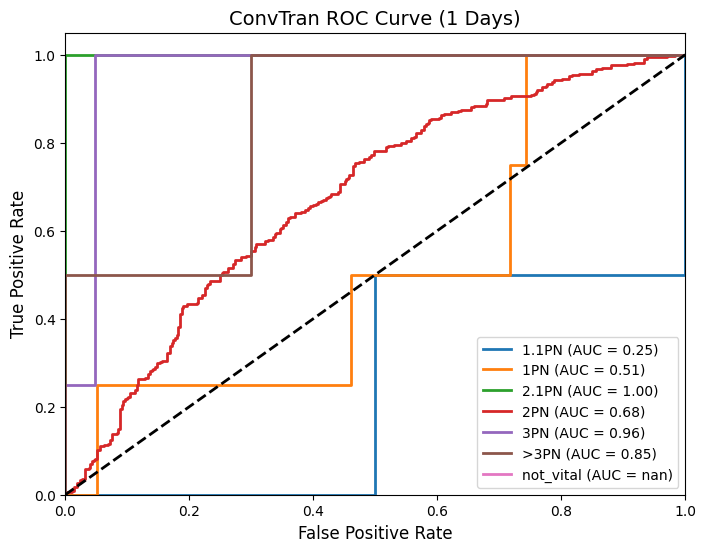 ConvTran ROC Curve (1 Days)
True Positive Rate
1.0
0.8
0.6
0.4
0.2
0.0
1.1PN (AUC = 0.25)
1PN (AUC = 0.51)
2.1PN (AUC = 1.00)
2PN (AUC = 0.68)
3PN (AUC = 0.96)
>3PN (AUC = 0.85)
not_vital (AUC = nan)
0.0 0.2 0.4 0.6 0.8 1.0
False Positive Rate